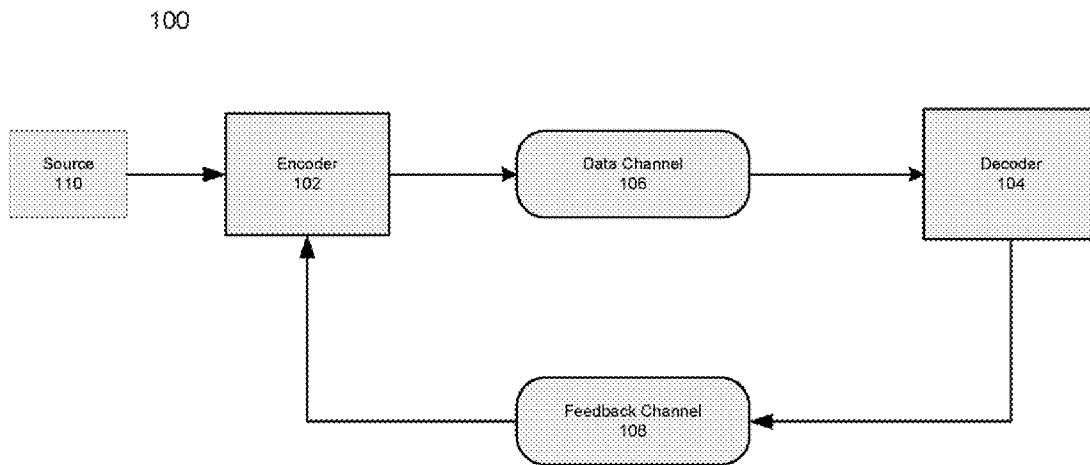 100
Source
110
Encoder
102
Data Channel
106
Decoder
104
Feedback Channel
108